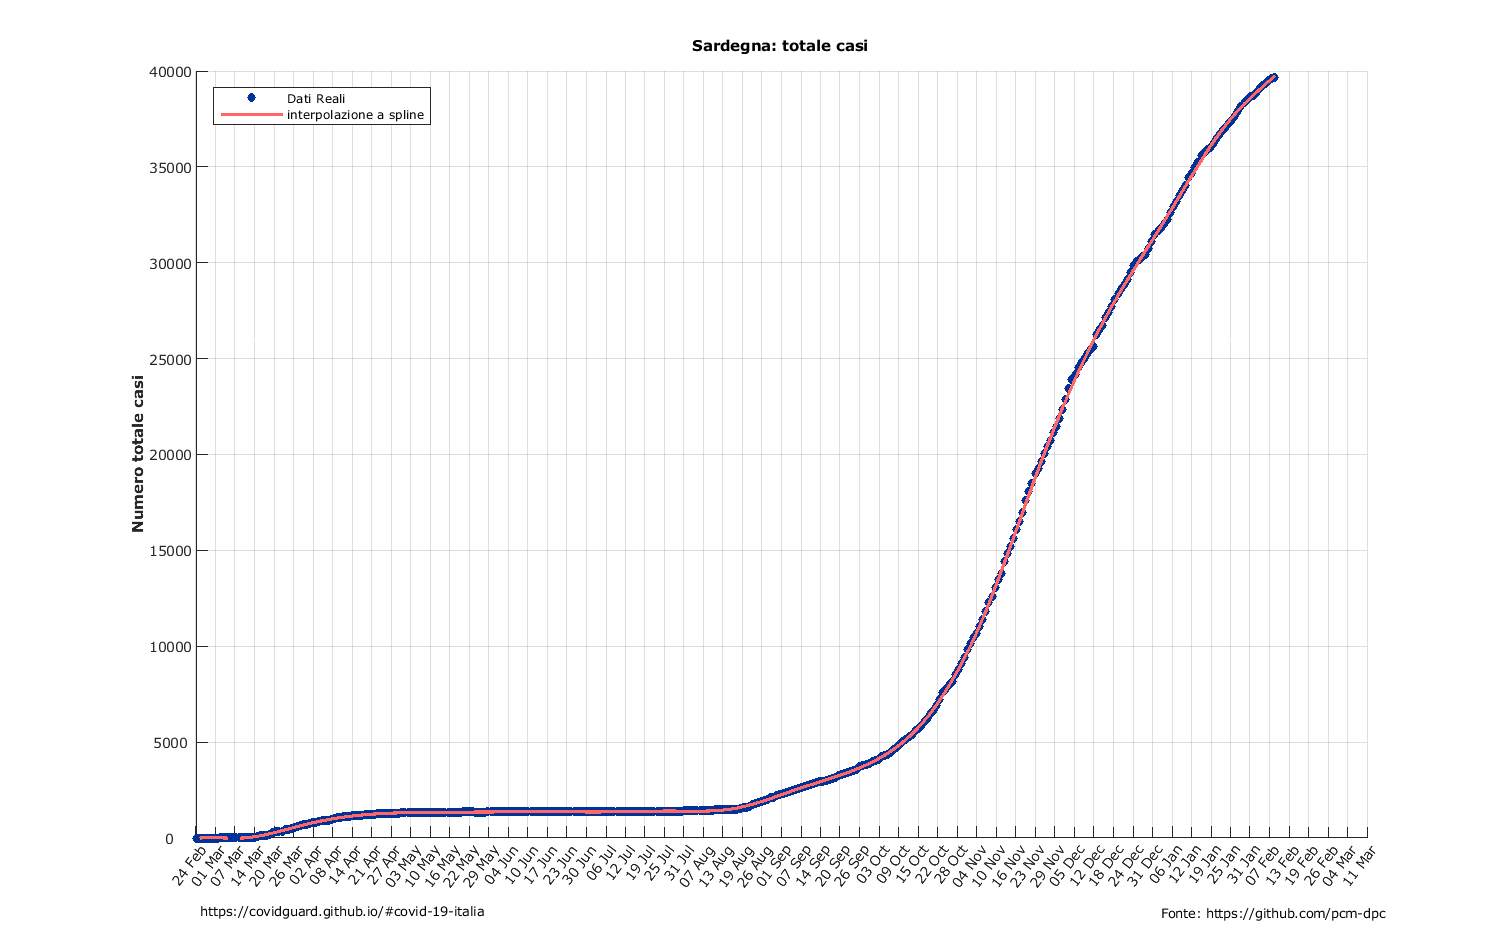 Sardegna: totale casi
Dati Reali
interpolazione a spline
Numero totale casi
40000
35000
30000
25000
20000
15000
10000
5000
0
24 Feb
01 Mar
07 Mar
14 Mar
20 Mar
26 Mar
02 Apr
08 Apr
14 Apr
21 Apr
27 Apr
03 May
10 May
16 May
22 May
29 May
04 Jun
10 Jun
17 Jun
23 Jun
30 Jun
06 Jul
12 Jul
19 Jul
25 Jul
31 Jul
07 Aug
13 Aug
19 Aug
26 Aug
01 Sep
07 Sep
14 Sep
20 Sep
26 Sep
03 Oct
09 Oct
15 Oct
22 Oct
28 Oct
04 Nov
10 Nov
16 Nov
23 Nov
29 Nov
05 Dec
12 Dec
18 Dec
24 Dec
31 Dec
06 Jan
12 Jan
19 Jan
25 Jan
31 Jan
07 Feb
13 Feb
19 Feb
26 Feb
04 Mar
11 Mar
https://covidguard.github.io/#covid-19-italia
Fonte: https://github.com/pcm-dpc